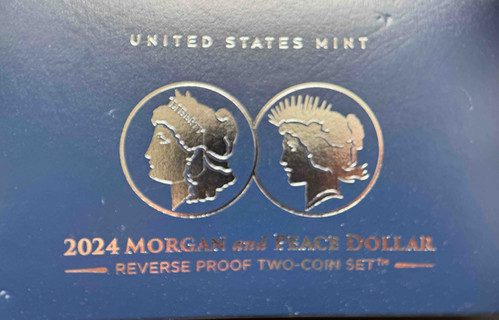 UNITED STATES MINT
LIBERTY
2024 MORGAN and PEACE DOLLAR
REVERSE PROOF TWO-COIN SET™